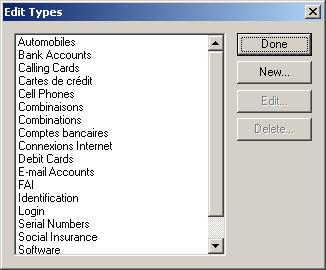 Edit Types
Automobiles
Bank Accounts
Calling Cards
Cartes de crédit
Cell Phones
Combinaisons
Combinations
Comptes bancaires
Connexions Internet
Debit Cards
E-mail Accounts
FAI
Identification
Login
Serial Numbers
Social Insurance
Software
Done
New...
Edit...
Delete...